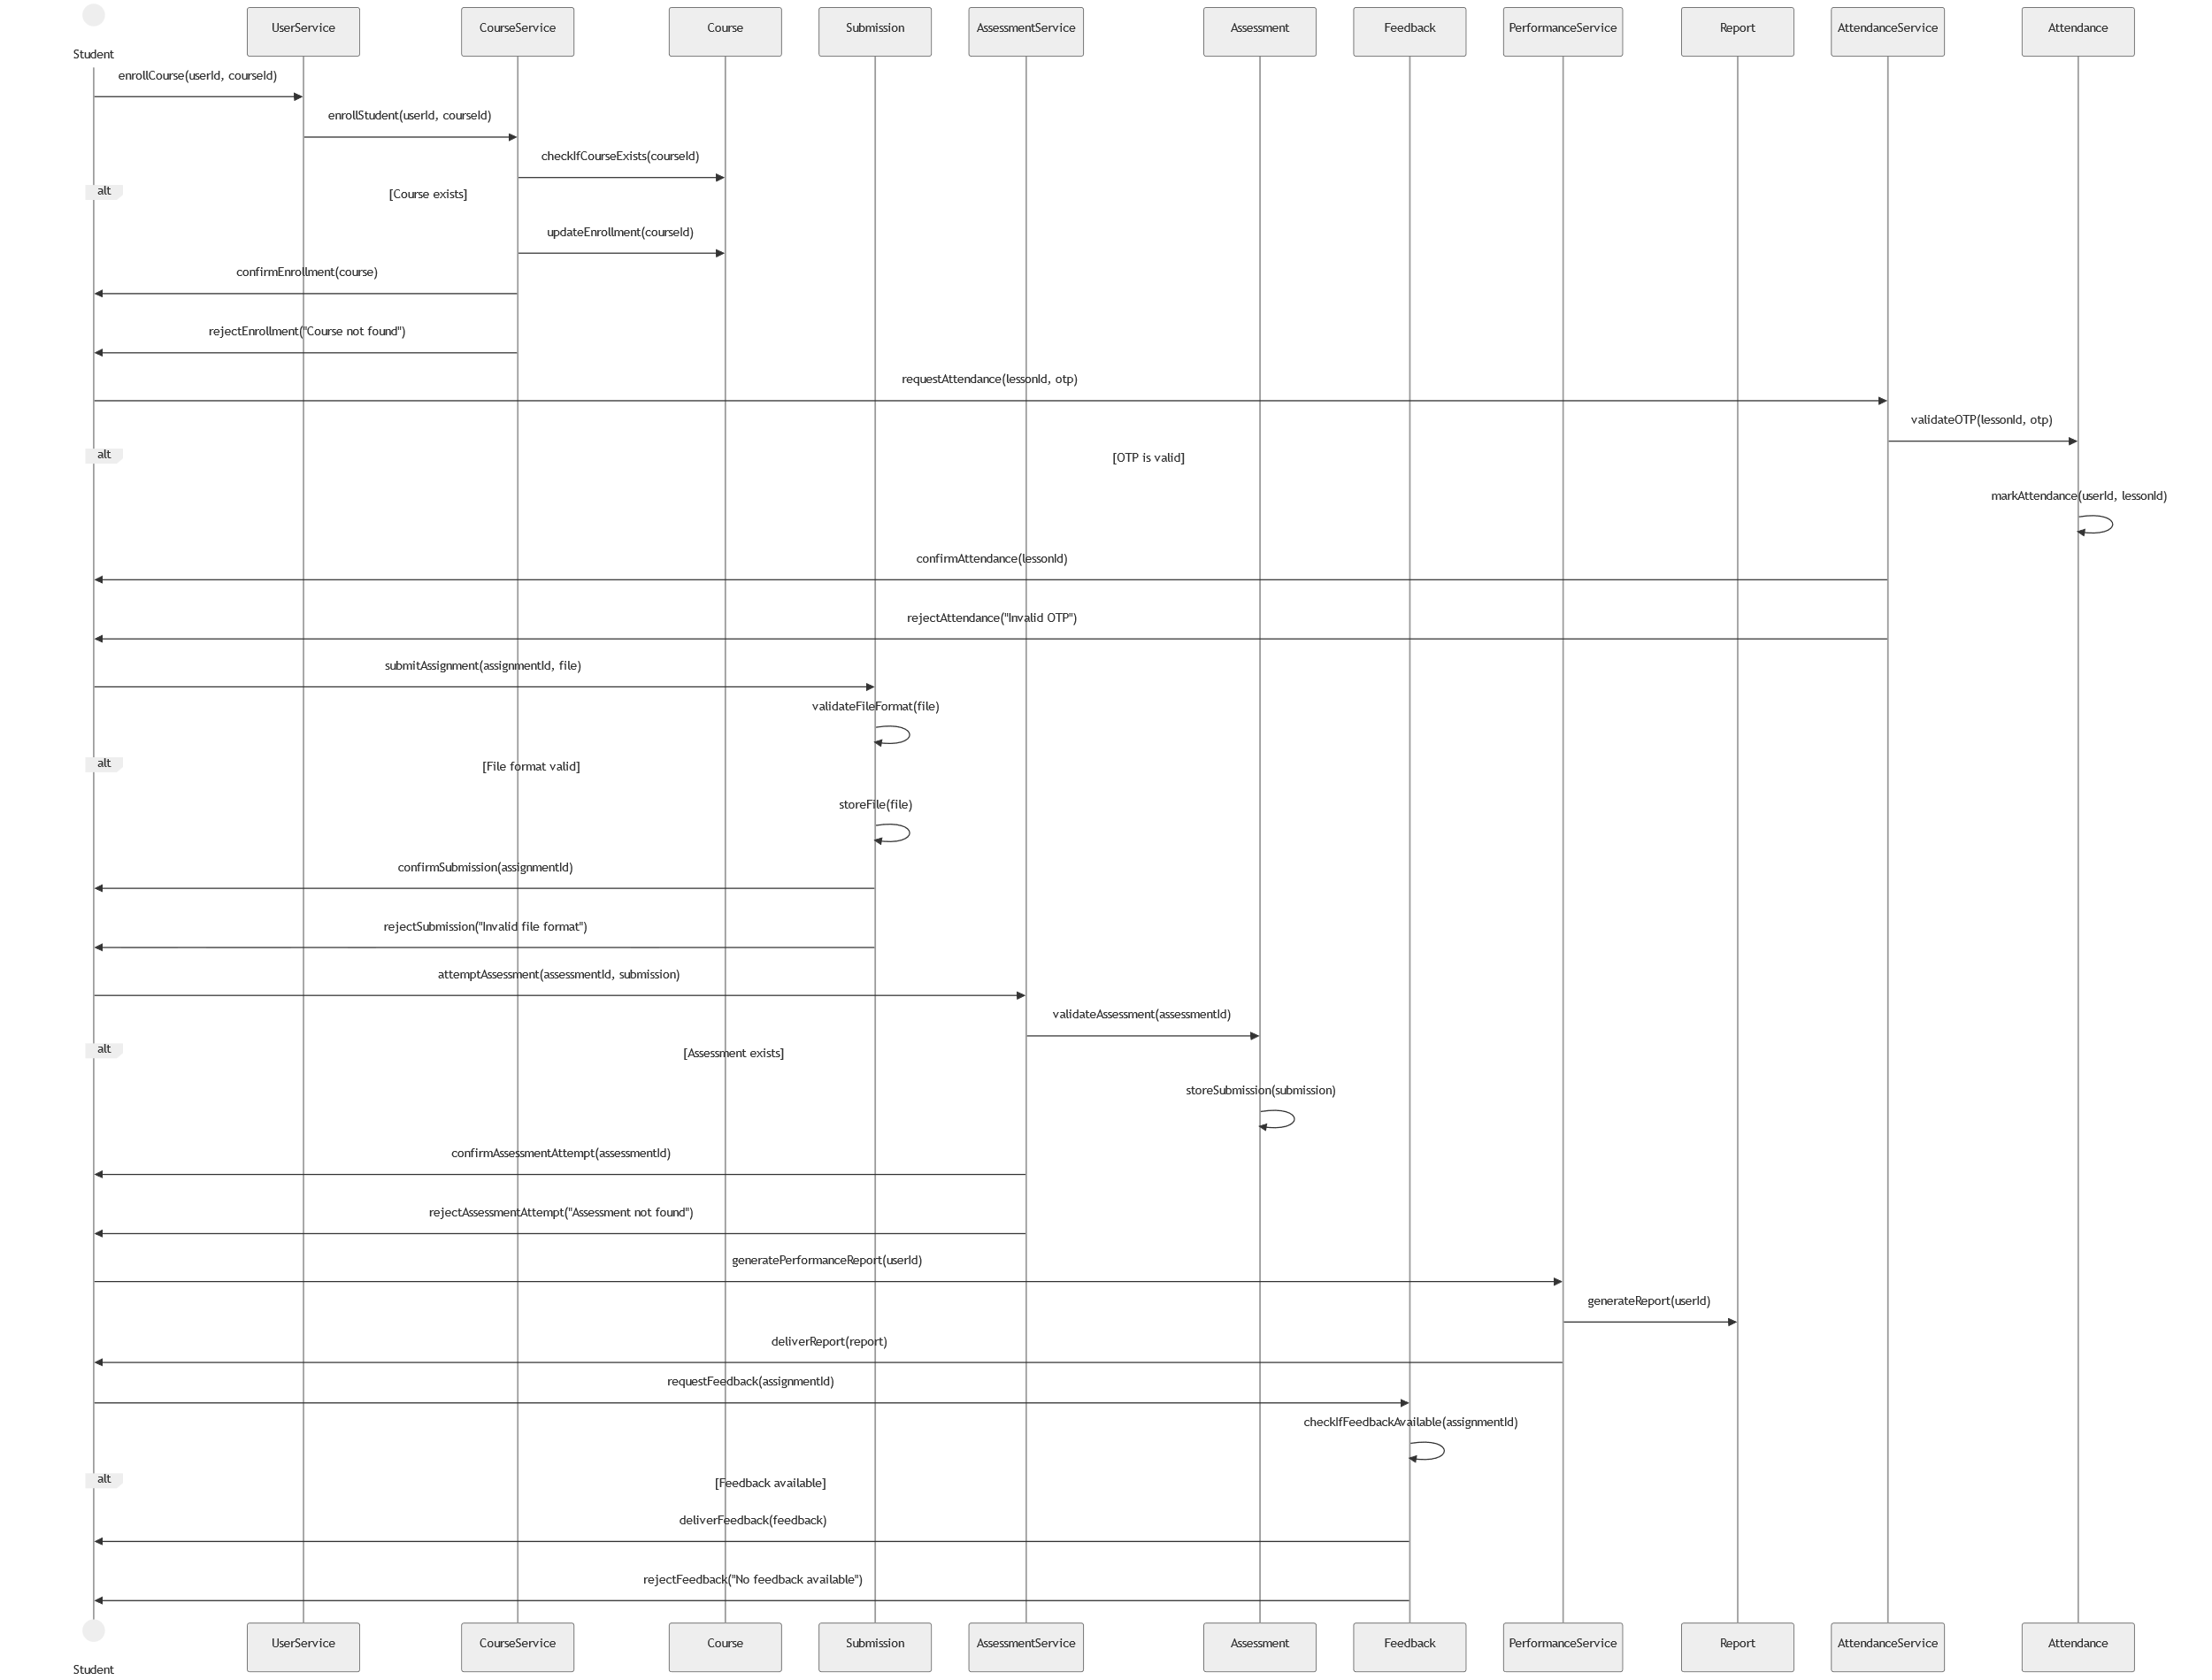 UserService
CourseService
Course
Submission
AssessmentService
Assessment
Feedback
PerformanceService
Report
AttendanceService
Attendance
Student
enrollCourse(userId, courseId)
enrollStudent(userId, courseId)
checkIfCourseExists(courseId)
alt
[Course exists]
updateEnrollment(courseId)
confirmEnrollment(course)
rejectEnrollment("Course not found")
requestAttendance(lessonId, otp)
validateOTP(lessonId, otp)
alt
[OTP is valid]
markAttendance(userId, lessonId)
confirmAttendance(lessonId)
rejectAttendance("Invalid OTP")
submitAssignment(assignmentId, file)
validateFileFormat(file)
alt
[File format valid]
storeFile(file)
confirmSubmission(assignmentId)
rejectSubmission("Invalid file format")
attemptAssessment(assessmentId, submission)
validateAssessment(assessmentId)
alt
[Assessment exists]
storeSubmission(submission)
confirmAssessmentAttempt(assessmentId)
rejectAssessmentAttempt("Assessment not found")
generatePerformanceReport(userId)
generateReport(userId)
deliverReport(report)
requestFeedback(assignmentId)
checkIfFeedbackAvailable(assignmentId)
alt
[Feedback available]
deliverFeedback(feedback)
rejectFeedback("No feedback available")
UserService
CourseService
Course
Submission
AssessmentService
Assessment
Feedback
PerformanceService
Report
AttendanceService
Attendance
Student